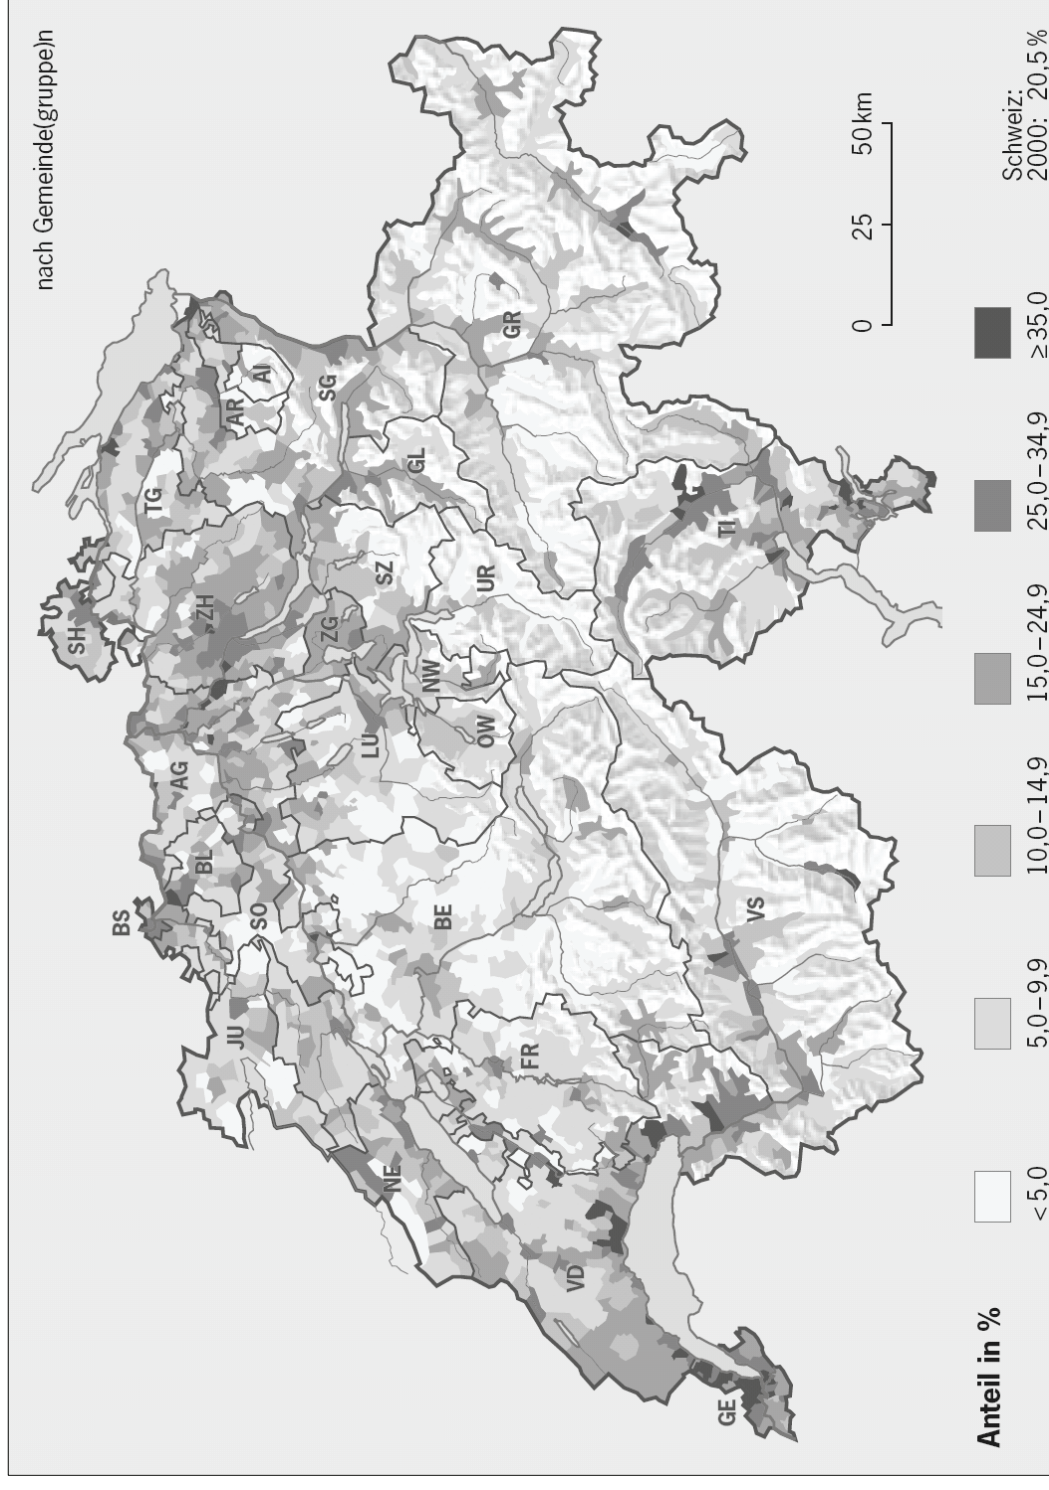 nach Gemeinde(gruppe)n
SH
BS
TG
AG
ZH
BL
AR
AI
JU
SO
SG
ZG
LU
SZ
GL
NE
BE
NW
OW
UR
GR
FR
VD
TI
VS
GE
0 25 50 km
Anteil in %
< 5,0
5,0–9,9
10,0–14,9
15,0–24,9
25,0–34,9
≥35,0
Schweiz:
2000: 20,5 %